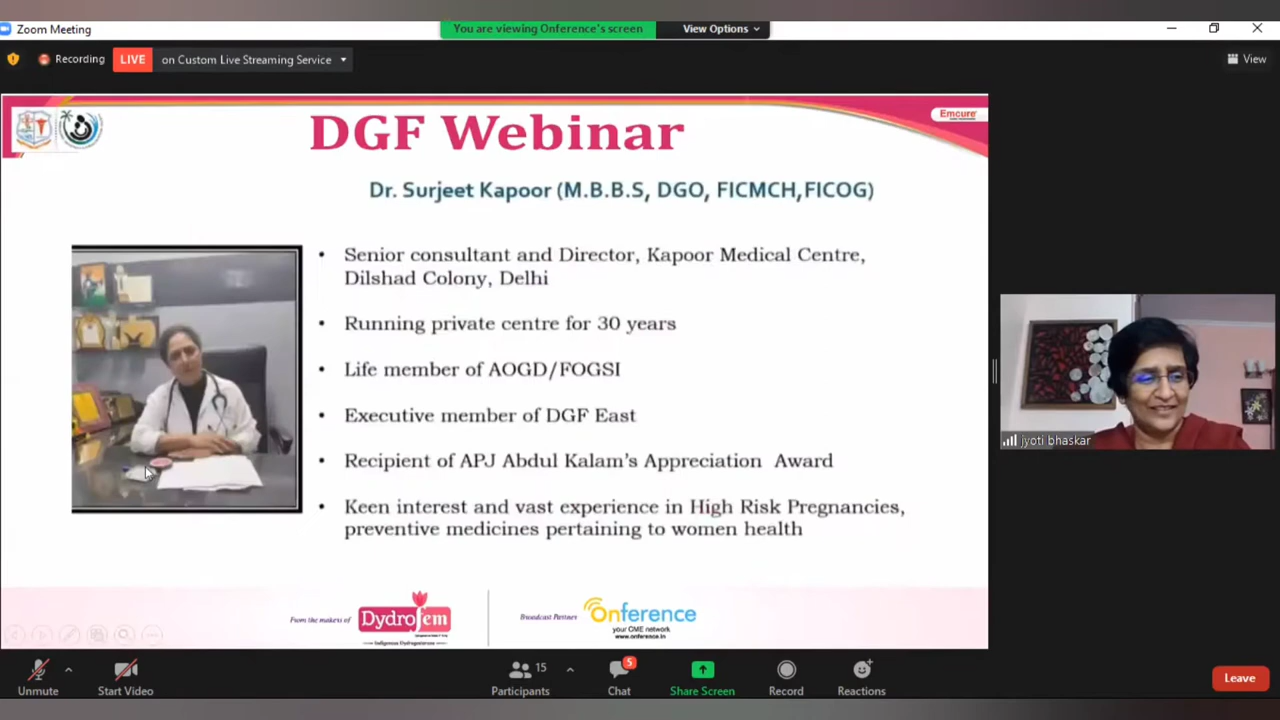 Zoom Meeting
You are viewing Onference's screen
View Options
Recording
LIVE
on Custom Live Streaming Service
View
DGF Webinar
Emcure
Dr. Surjeet Kapoor (M.B.B.S, DGO, FICMCH,FICOG)
• Senior consultant and Director, Kapoor Medical Centre,
Dilshad Colony, Delhi
• Running private centre for 30 years
• Life member of AOGD/FOGSI
• Executive member of DGF East
• Recipient of APJ Abdul Kalam's Appreciation Award
• Keen interest and vast experience in High Risk Pregnancies,
preventive medicines pertaining to women health
jyoti bhaskar
From the makers of
Dydrofem
Broadcast Partner
Onference
your CME network
www.onference.in
Unmute
Start Video
15
Participants
5
Chat
Share Screen
Record
Reactions
Leave